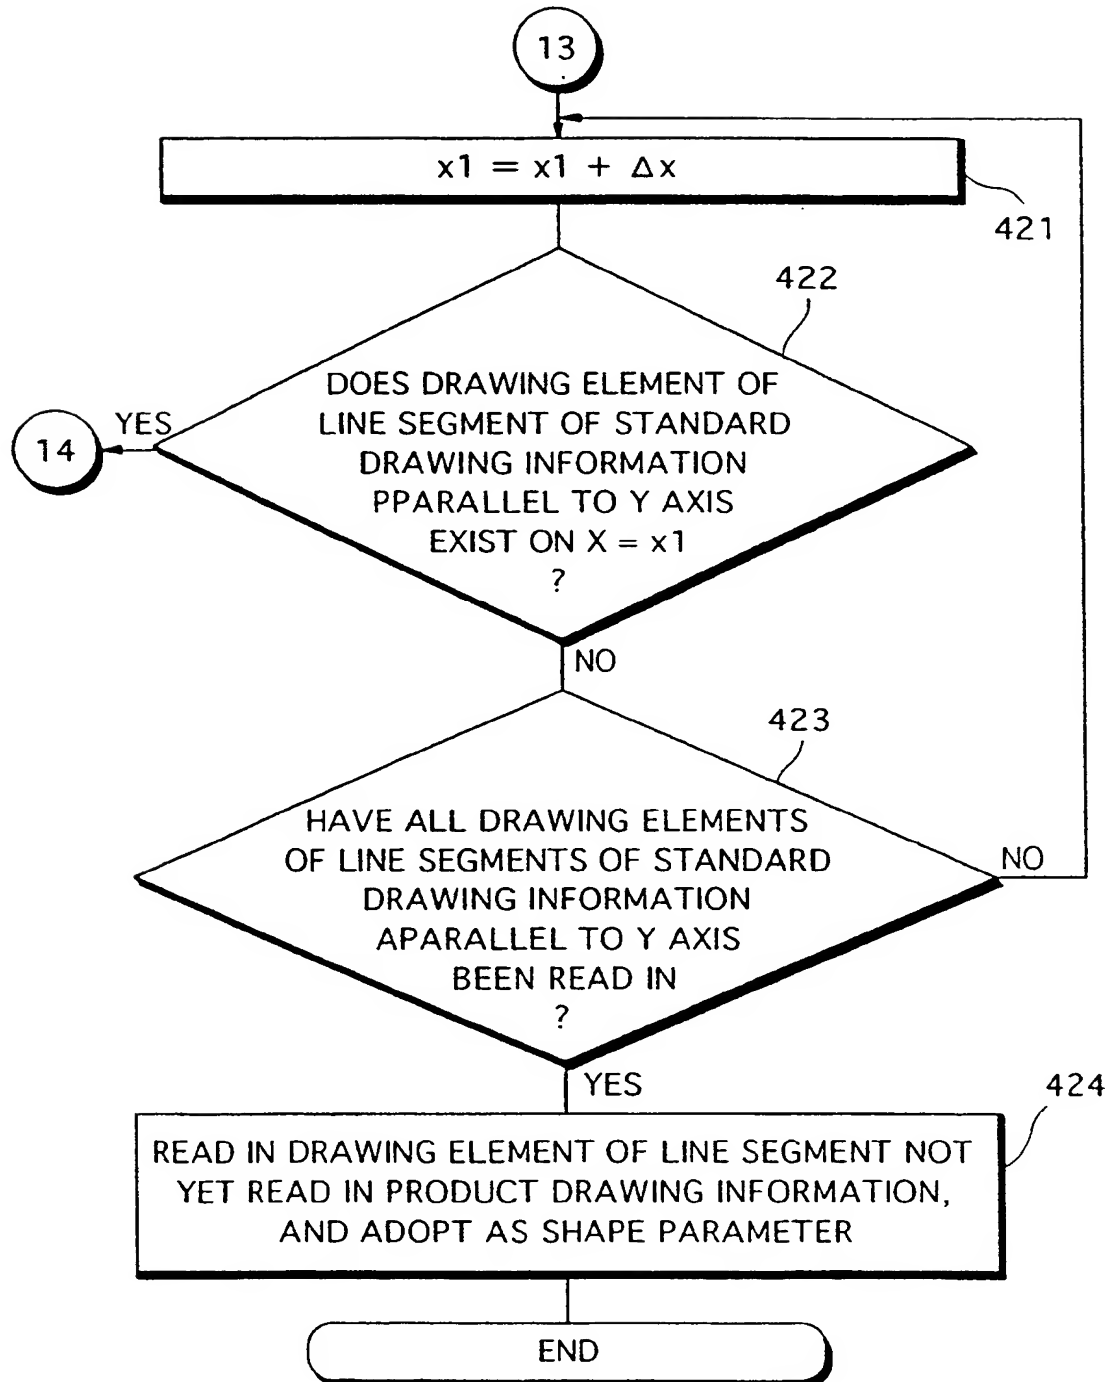 13
x1 = x1 + Δx
421
422
DOES DRAWING ELEMENT OF
LINE SEGMENT OF STANDARD
DRAWING INFORMATION
PPARALLEL TO Y AXIS
EXIST ON X = x1
?
YES
14
NO
423
HAVE ALL DRAWING ELEMENTS
OF LINE SEGMENTS OF STANDARD
DRAWING INFORMATION
APARALLEL TO Y AXIS
BEEN READ IN
?
NO
YES
424
READ IN DRAWING ELEMENT OF LINE SEGMENT NOT
YET READ IN PRODUCT DRAWING INFORMATION,
AND ADOPT AS SHAPE PARAMETER
END